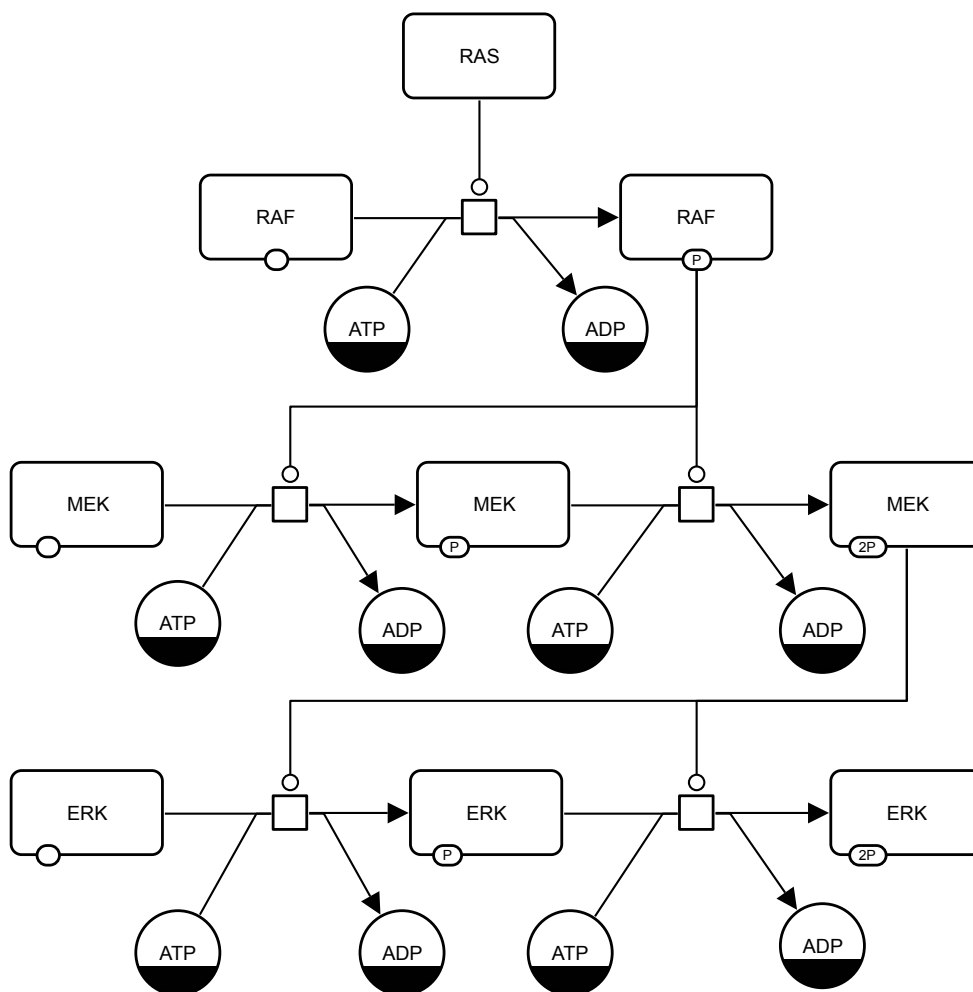 RAS
RAF
RAF
P
ATP
ADP
MEK
MEK
MEK
P
2P
ATP
ADP
ATP
ADP
ERK
ERK
ERK
P
2P
ATP
ADP
ATP
ADP